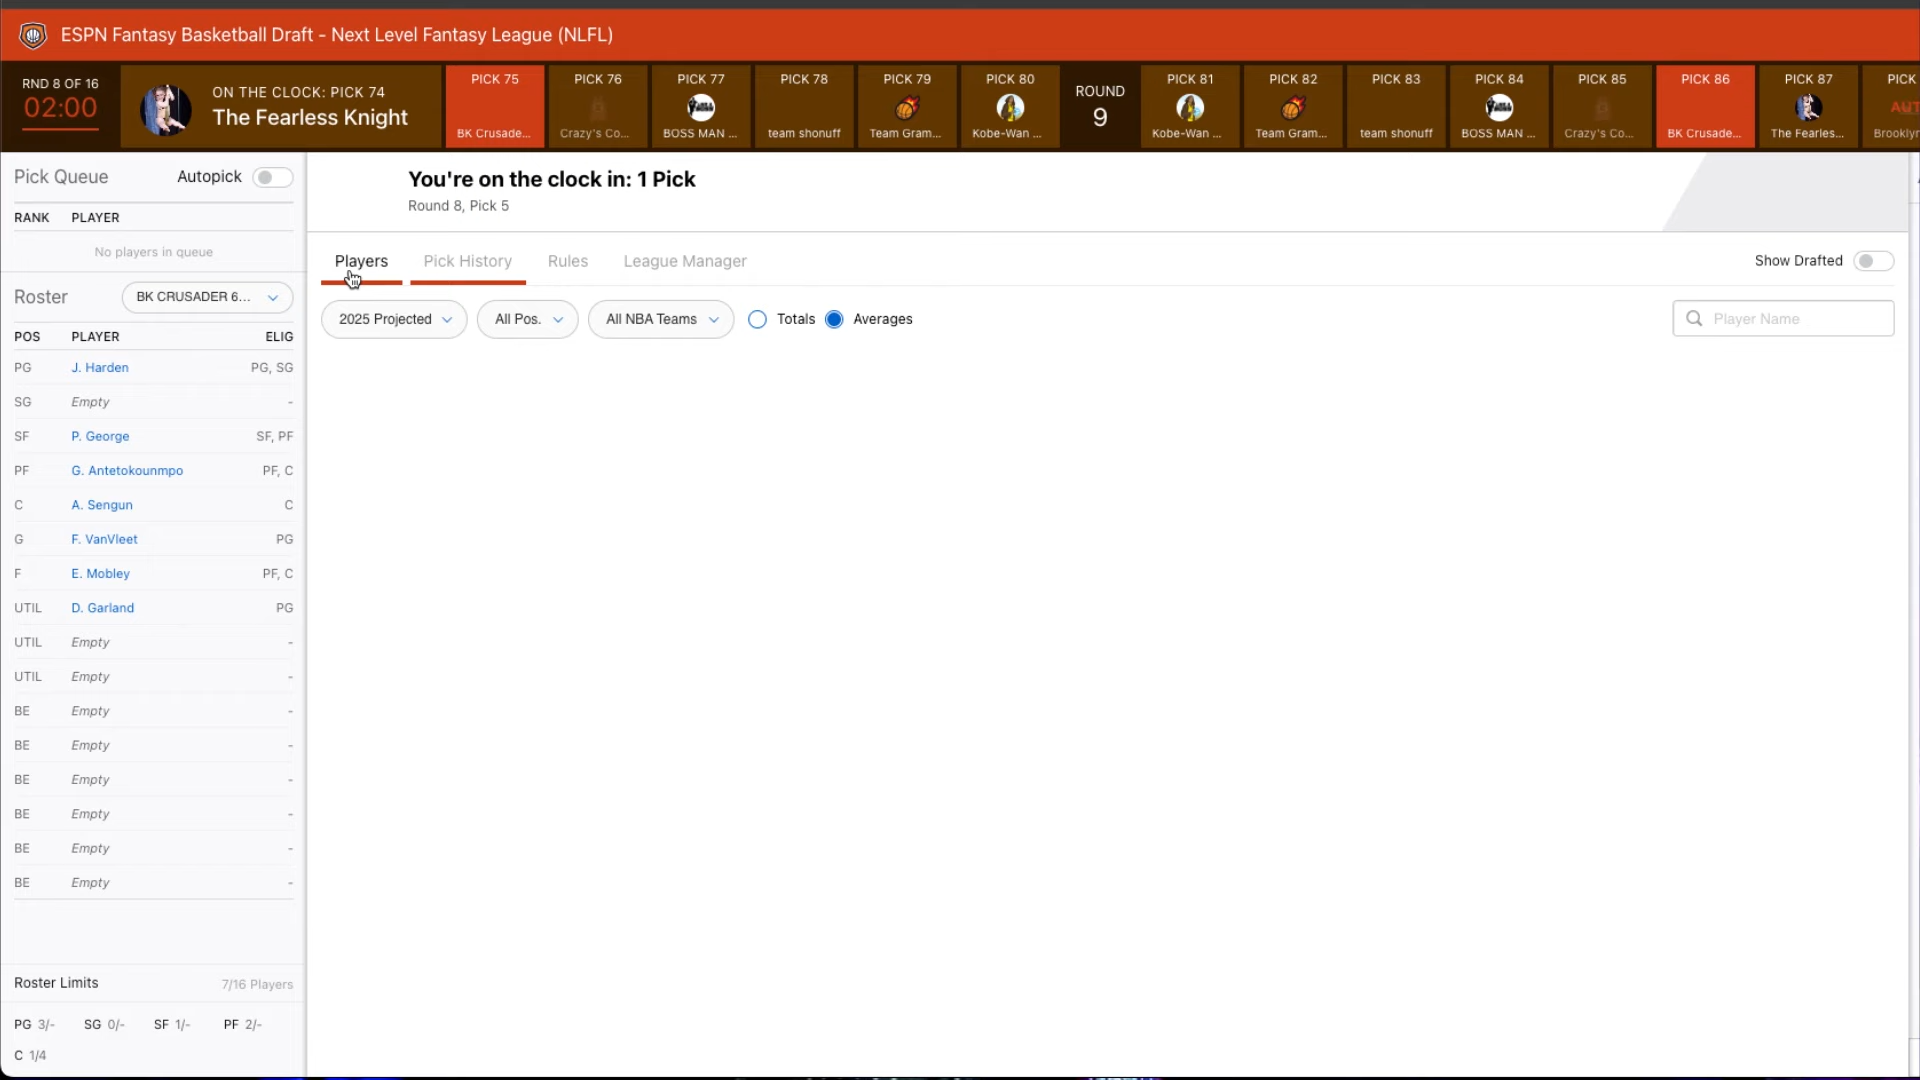 ESPN Fantasy Basketball Draft - Next Level Fantasy League (NLFL)
RND 8 OF 16
02:00
ON THE CLOCK: PICK 74
The Fearless Knight
PICK 75
BK Crusade...
PICK 76
Crazy's Co...
PICK 77
BOSS MAN ...
PICK 78
team shonuff
PICK 79
Team Gram...
PICK 80
Kobe-Wan ...
ROUND
9
PICK 81
Kobe-Wan ...
PICK 82
Team Gram...
PICK 83
team shonuff
PICK 84
BOSS MAN ...
PICK 85
Crazy's Co...
PICK 86
BK Crusade...
PICK 87
The Fearles...
PICK
AUT
Brooklyn
Pick Queue
Autopick
RANK PLAYER
No players in queue
Roster
BK CRUSADER 6...
POS PLAYER ELIG
PG J. Harden PG, SG
SG Empty -
SF P. George SF, PF
PF G. Antetokounmpo PF, C
C A. Sengun C
G F. VanVleet PG
F E. Mobley PF, C
UTIL D. Garland PG
UTIL Empty -
UTIL Empty -
BE Empty -
BE Empty -
BE Empty -
BE Empty -
BE Empty -
BE Empty -
Roster Limits 7/16 Players
PG 3/- SG 0/- SF 1/- PF 2/-
C 1/4
You're on the clock in: 1 Pick
Round 8, Pick 5
Players Pick History Rules League Manager
Show Drafted
2025 Projected All Pos. All NBA Teams Totals Averages
Player Name